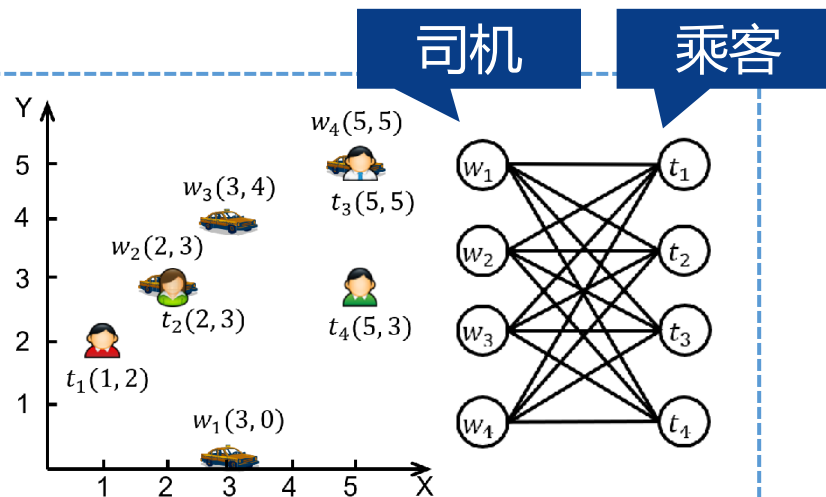 司机
乘客
Y
w₄(5,5)
5
t₃(5,5)
w₃(3,4)
4
w₂(2,3)
3
t₂(2,3)
t₄(5,3)
2
t₁(1,2)
1
w₁(3,0)
1 2 3 4 5 X
w₁ t₁
w₂ t₂
w₃ t₃
w₄ t₄